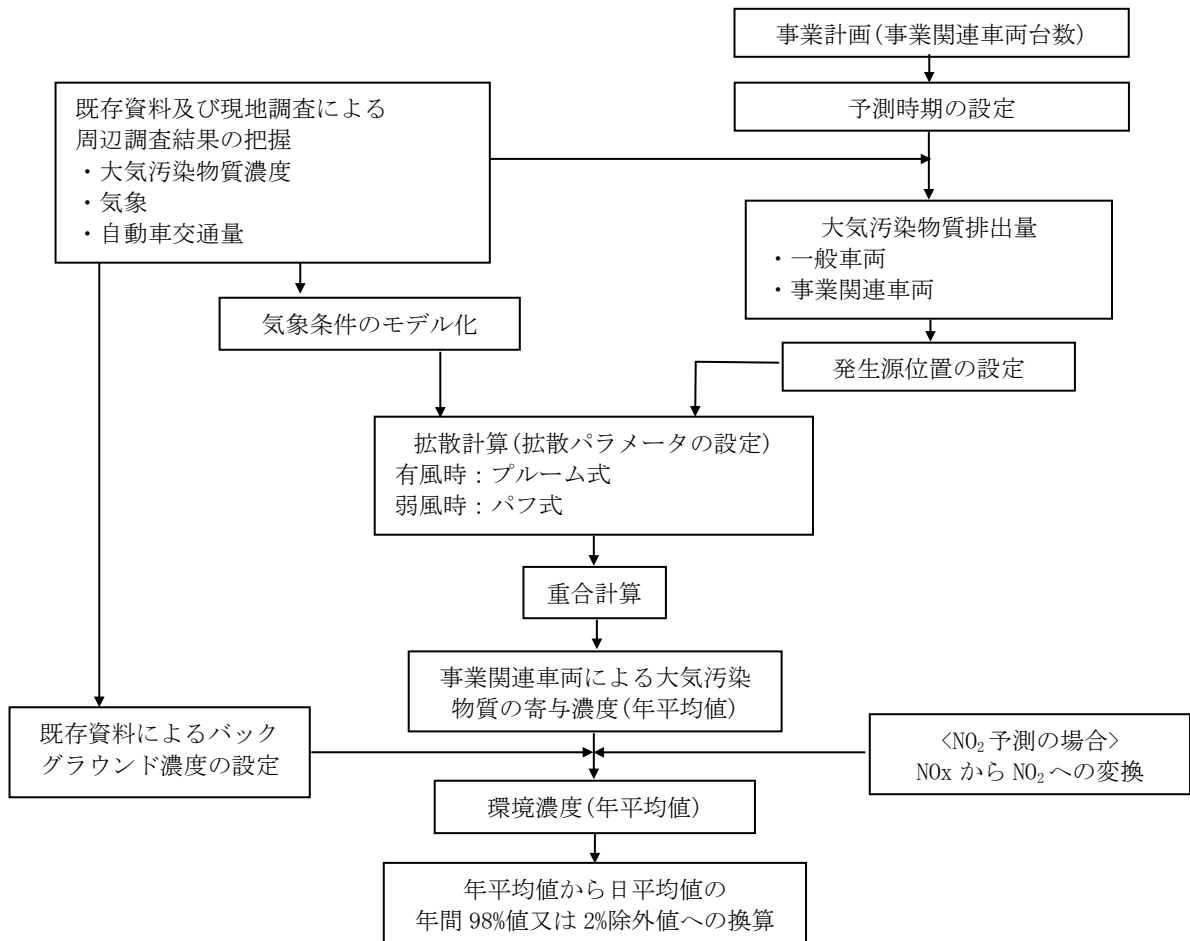 事業計画(事業関連車両台数)
予測時期の設定
既存資料及び現地調査による
周辺調査結果の把握
・大気汚染物質濃度
・気象
・自動車交通量
大気汚染物質排出量
・一般車両
・事業関連車両
気象条件のモデル化
発生源位置の設定
拡散計算(拡散パラメータの設定)
有風時：プルーム式
弱風時：パフ式
重合計算
事業関連車両による大気汚染
物質の寄与濃度(年平均値)
既存資料によるバック
グラウンド濃度の設定
<NO₂予測の場合>
NOx から NO₂への変換
環境濃度(年平均値)
年平均値から日平均値の
年間 98%値又は 2%除外値への換算